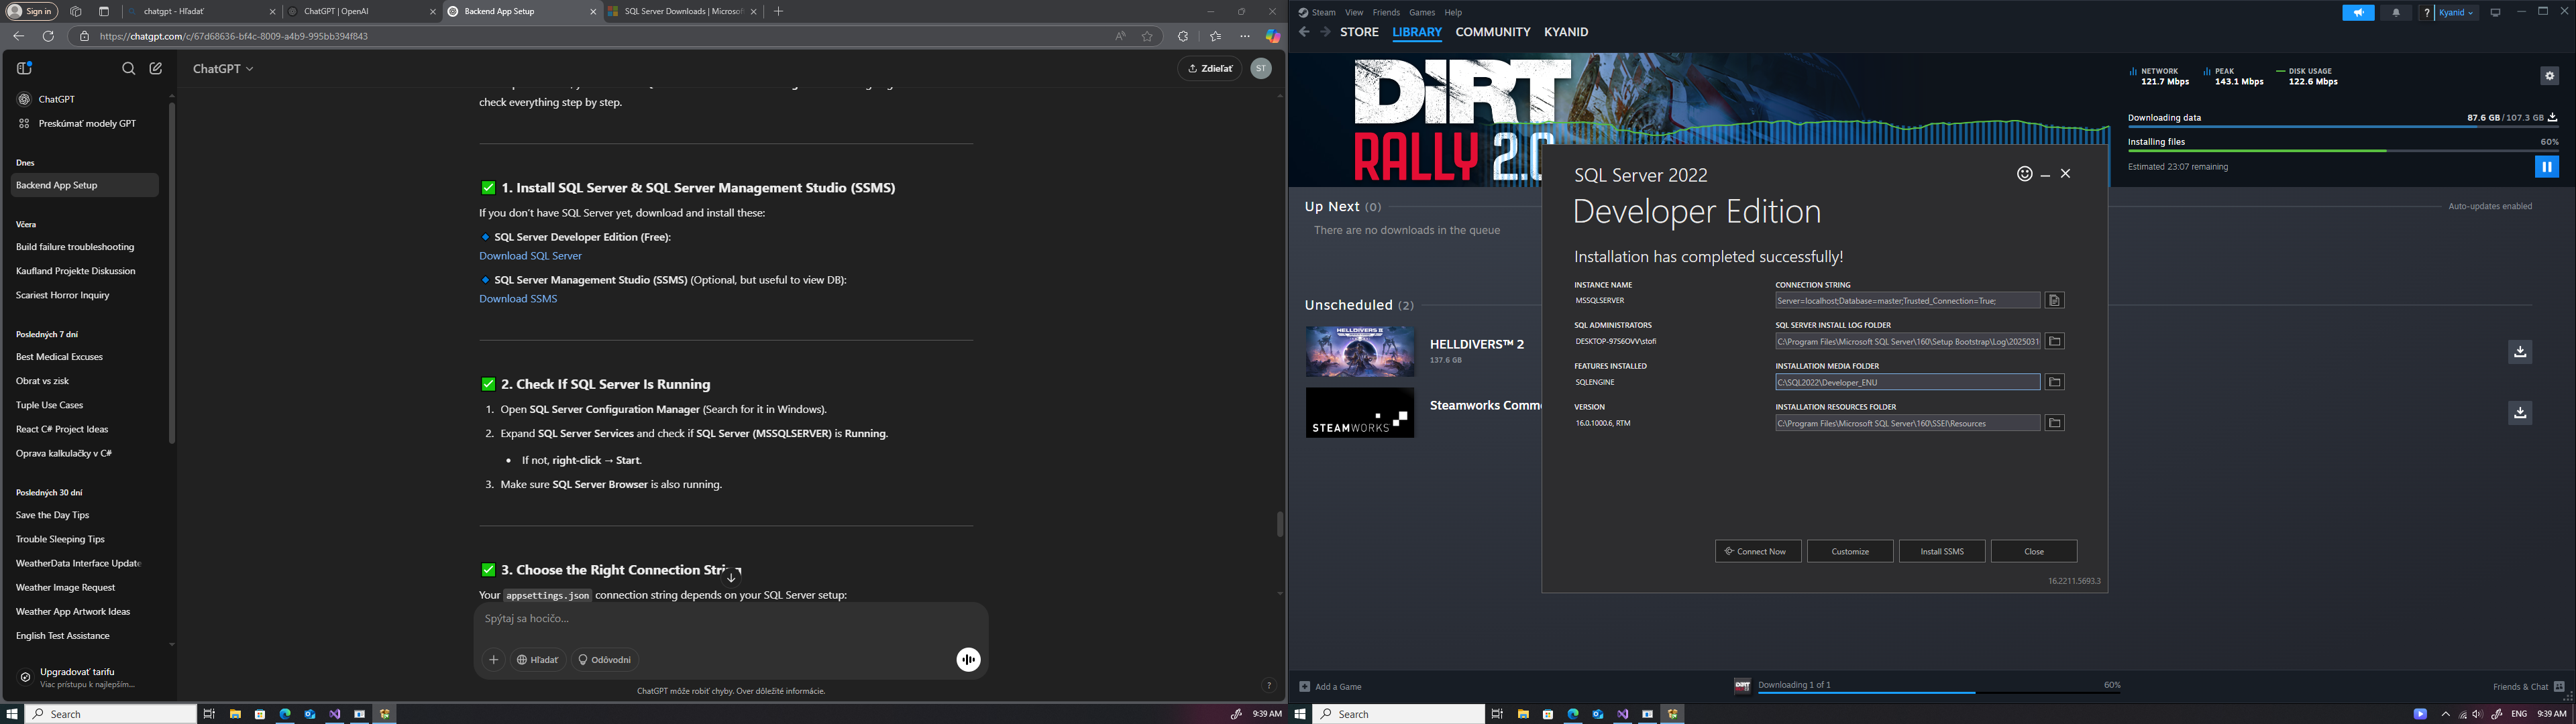 Sign in
chatgpt - Hľadať
ChatGPT | OpenAI
Backend App Setup
SQL Server Downloads | Microsof
https://chatgpt.com/c/67d68636-bf4c-8009-a4b9-995bb394f843
ChatGPT
Zdieľať
ST
ChatGPT
Preskúmať modely GPT
Dnes
Backend App Setup
Včera
Build failure troubleshooting
Kaufland Projekte Diskussion
Scariest Horror Inquiry
Posledných 7 dní
Best Medical Excuses
Obrat vs zisk
Tuple Use Cases
React C# Project Ideas
Oprava kalkulačky v C#
Posledných 30 dní
Save the Day Tips
Trouble Sleeping Tips
WeatherData Interface Update
Weather Image Request
Weather App Artwork Ideas
English Test Assistance
Upgradovať tarifu
Viac prístupu k najlepším...
check everything step by step.
1. Install SQL Server & SQL Server Management Studio (SSMS)
If you don't have SQL Server yet, download and install these:
SQL Server Developer Edition (Free):
Download SQL Server
SQL Server Management Studio (SSMS) (Optional, but useful to view DB):
Download SSMS
2. Check If SQL Server Is Running
1. Open SQL Server Configuration Manager (Search for it in Windows).
2. Expand SQL Server Services and check if SQL Server (MSSQLSERVER) is Running.
• If not, right-click → Start.
3. Make sure SQL Server Browser is also running.
3. Choose the Right Connection String
Your appsettings.json connection string depends on your SQL Server setup:
Spýtaj sa hocičo...
Hľadať
Odôvodni
ChatGPT môže robiť chyby. Over dôležité informácie.
?
Search
9:39 AM
Steam View Friends Games Help
? Kyanid
STORE LIBRARY COMMUNITY KYANID
DiRT
RALLY 2.0
NETWORK
121.7 Mbps
PEAK
143.1 Mbps
DISK USAGE
122.6 Mbps
Downloading data
87.6 GB / 107.3 GB
Installing files
60%
Estimated 23:07 remaining
Up Next (0)
Auto-updates enabled
There are no downloads in the queue
Unscheduled (2)
HELLDIVERS II
HELLDIVERS™ 2
137.6 GB
STEAMWORKS
Steamworks Comm
SQL Server 2022
Developer Edition
Installation has completed successfully!
INSTANCE NAME
MSSQLSERVER
CONNECTION STRING
Server=localhost;Database=master;Trusted_Connection=True;
SQL ADMINISTRATORS
DESKTOP-97S6OVV\stofi
SQL SERVER INSTALL LOG FOLDER
C:\Program Files\Microsoft SQL Server\160\Setup Bootstrap\Log\2025031
FEATURES INSTALLED
SQLENGINE
INSTALLATION MEDIA FOLDER
C:\SQL2022\Developer_ENU
VERSION
16.0.1000.6, RTM
INSTALLATION RESOURCES FOLDER
C:\Program Files\Microsoft SQL Server\160\SSEI\Resources
Connect Now
Customize
Install SSMS
Close
16.2211.5693.3
Add a Game
DiRT
Downloading 1 of 1
60%
Friends & Chat
Search
ENG
9:39 AM